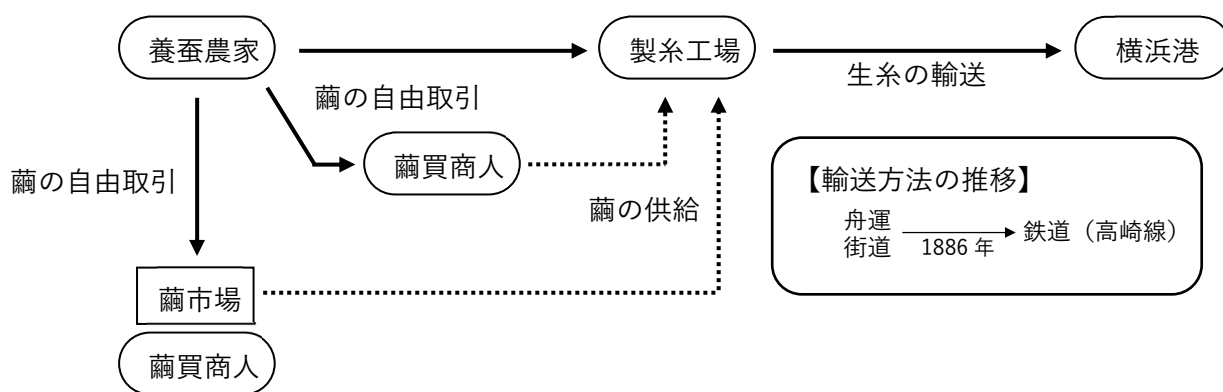 養蚕農家
製糸工場
横浜港
生糸の輸送
繭の自由取引
繭買商人
繭の自由取引
繭の供給
【輸送方法の推移】
舟運
街道
1886 年
鉄道（高崎線）
繭市場
繭買商人